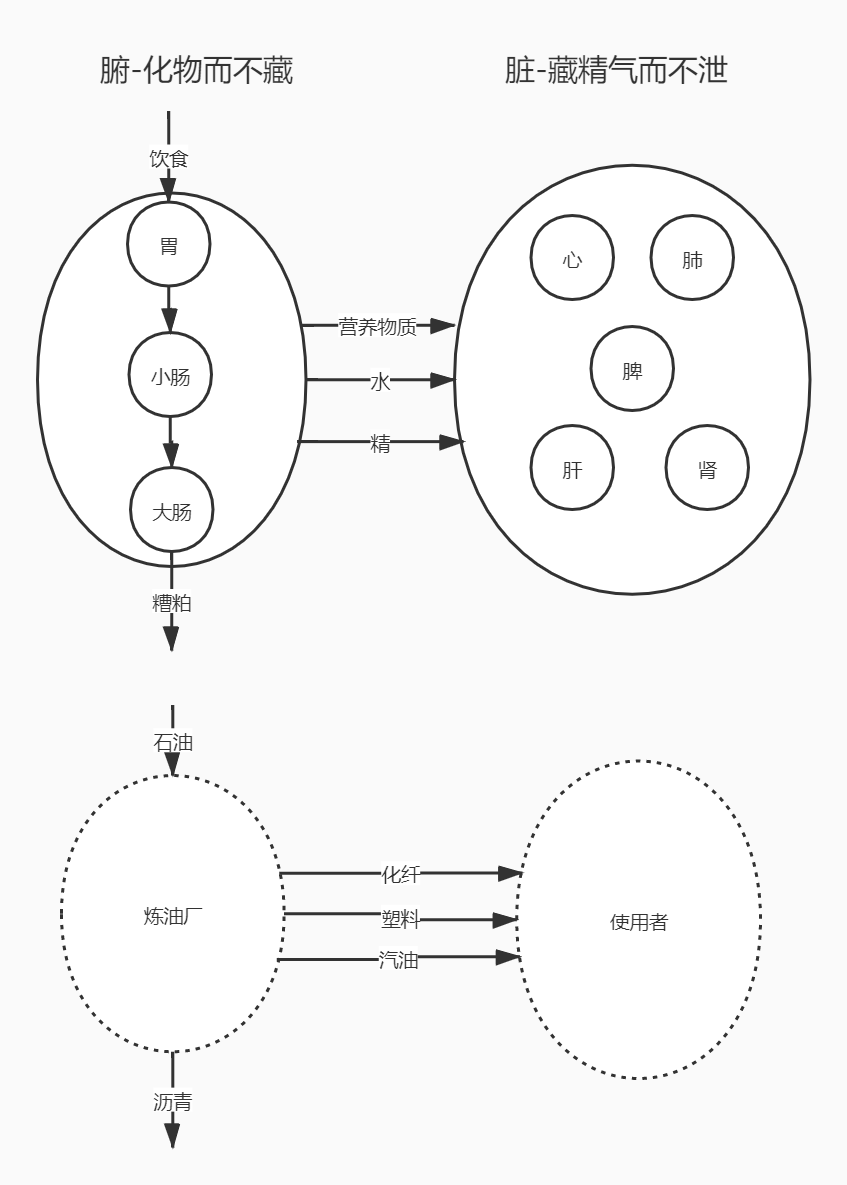 腑-化物而不藏
脏-藏精气而不泄
饮食
胃
小肠
大肠
糟粕
营养物质
水
精
心
肺
脾
肝
肾
石油
炼油厂
化纤
塑料
汽油
使用者
沥青